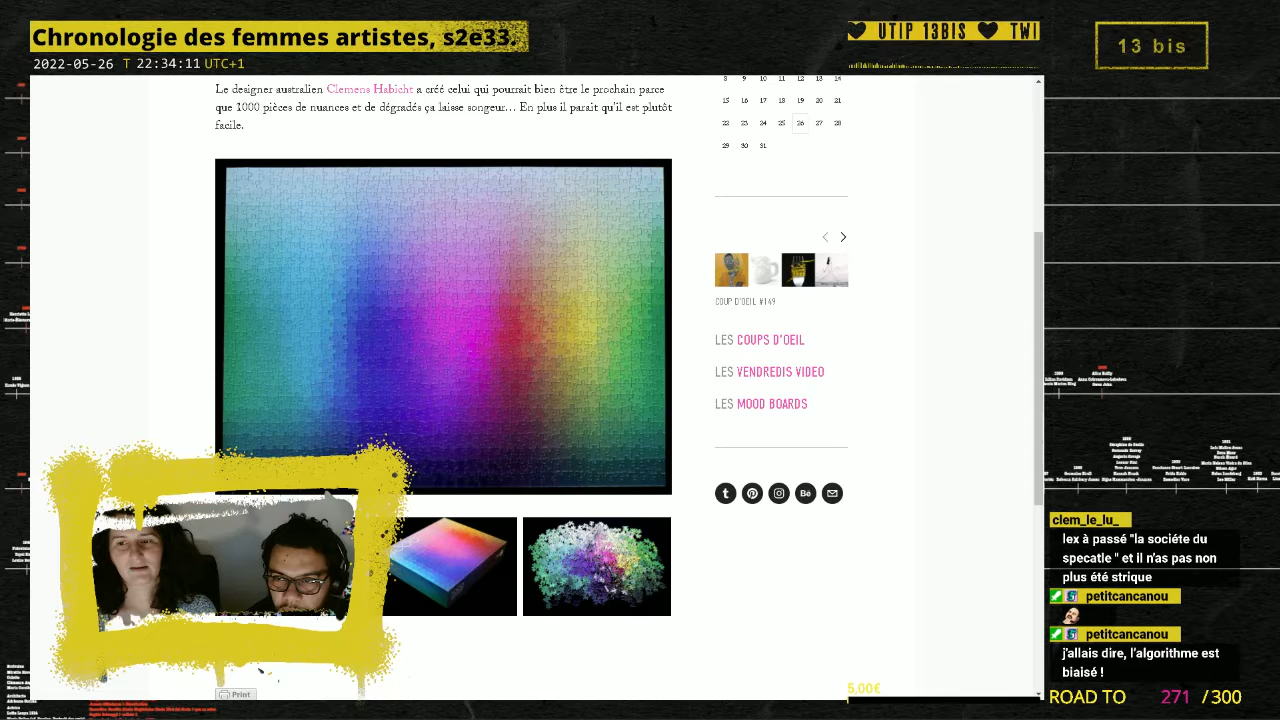 Chronologie des femmes artistes, s2e33.
2022-05-26 T 22:34:11 UTC+1
UTIP 13BIS TWI
13 bis
Le designer australien Clemens Habicht a créé celui qui pourrait bien être le prochain parce
que 1000 pièces de nuances et de dégradés ça laisse songeur... En plus il parait qu'il est plutôt
facile.
8 9 10 11 12 13 14
15 16 17 18 19 20 21
22 23 24 25 26 27 28
29 30 31
COUP D'OEIL #149
LES COUPS D'OEIL
LES VENDREDIS VIDEO
LES MOOD BOARDS
Print
5,00€
clem_le_lu_
lex à passé "la sociéte du
specatle " et il n'as pas non
plus été strique
petitcancanou
petitcancanou
j'allais dire, l'algorithme est
biaisé !
ROAD TO 271 / 300